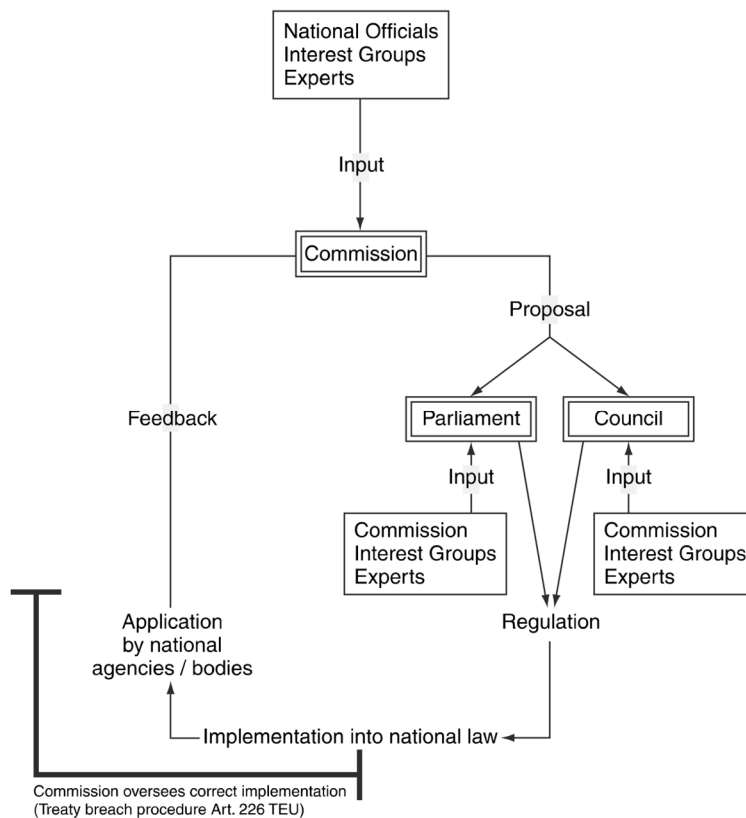 National Officials
Interest Groups
Experts
Input
Commission
Proposal
Parliament
Council
Feedback
Input
Input
Commission
Interest Groups
Experts
Commission
Interest Groups
Experts
Application
by national
agencies / bodies
Regulation
Implementation into national law
Commission oversees correct implementation
(Treaty breach procedure Art. 226 TEU)